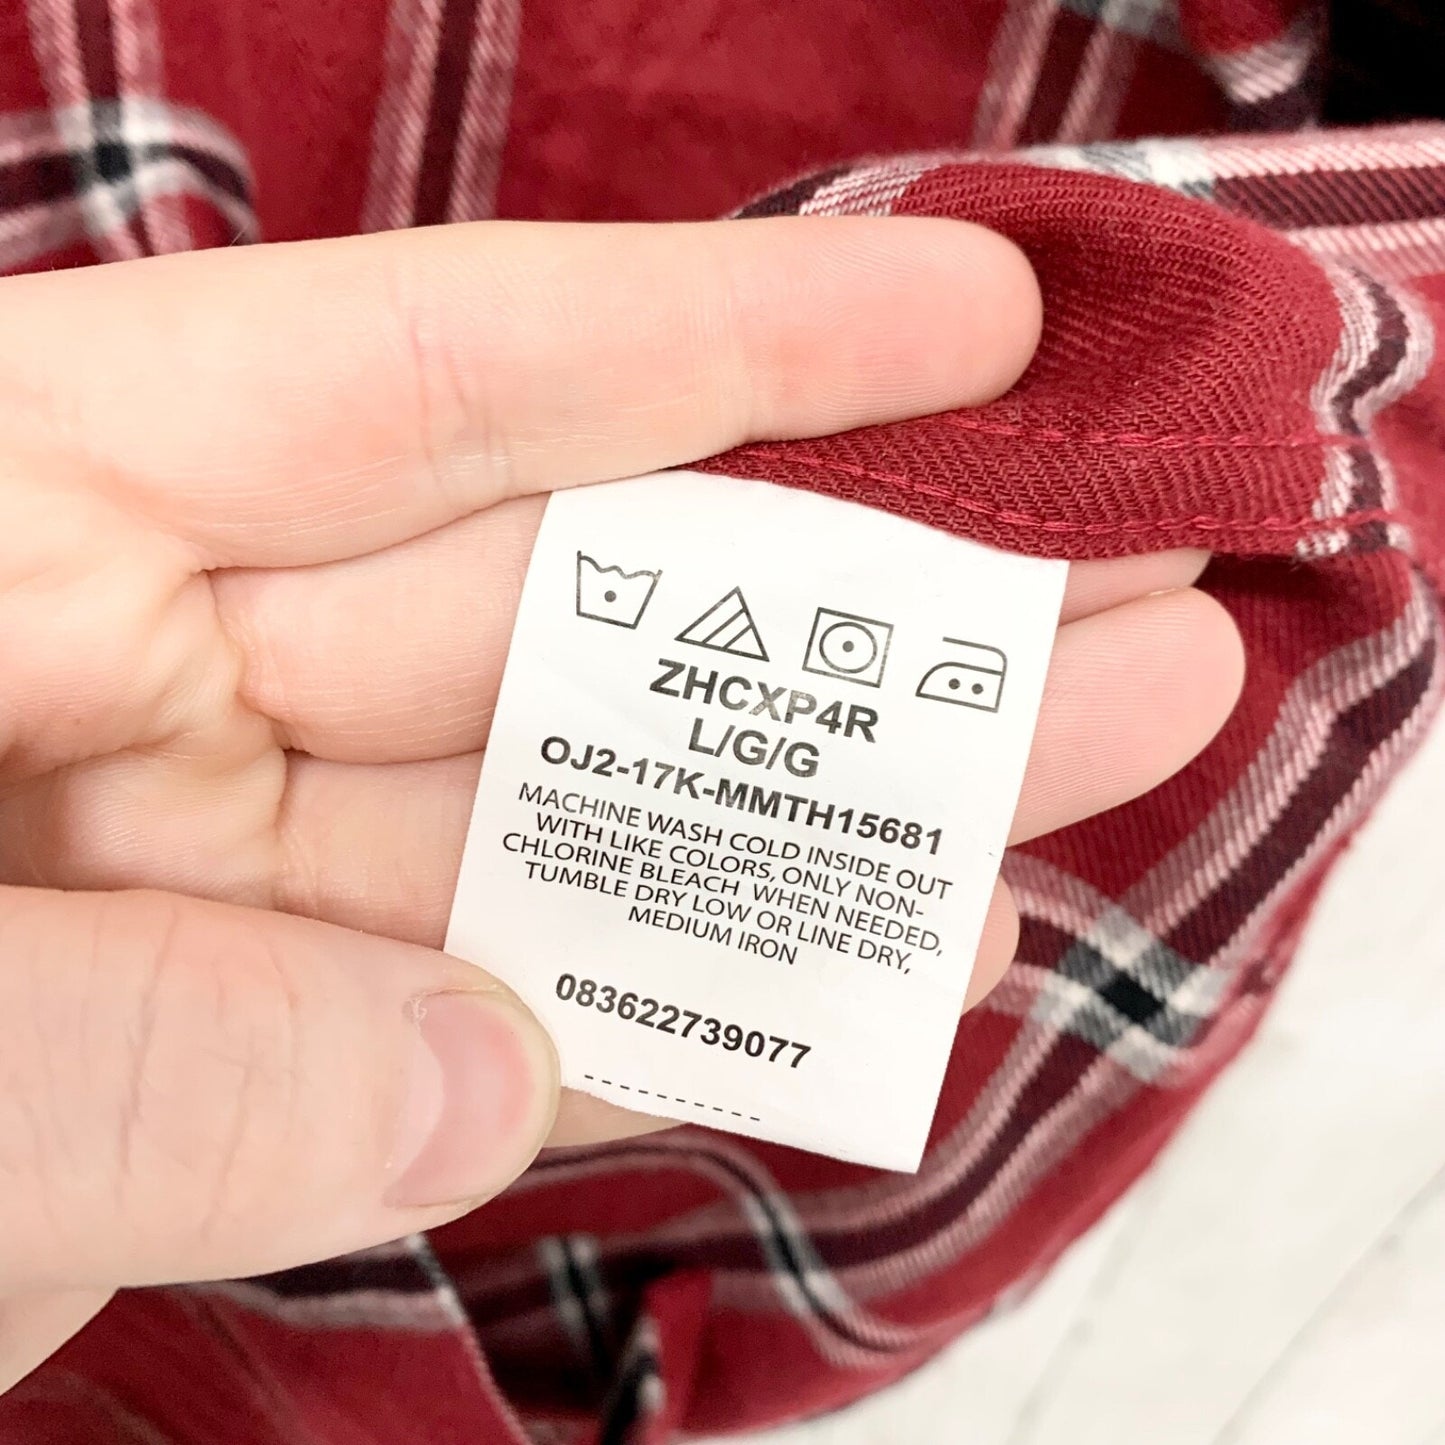 ZHCXP4R
L/G/G
OJ2-17K-MMTH15681
MACHINE WASH COLD INSIDE OUT
WITH LIKE COLORS, ONLY NON-
CHLORINE BLEACH WHEN NEEDED,
TUMBLE DRY LOW OR LINE DRY,
MEDIUM IRON
083622739077
----------